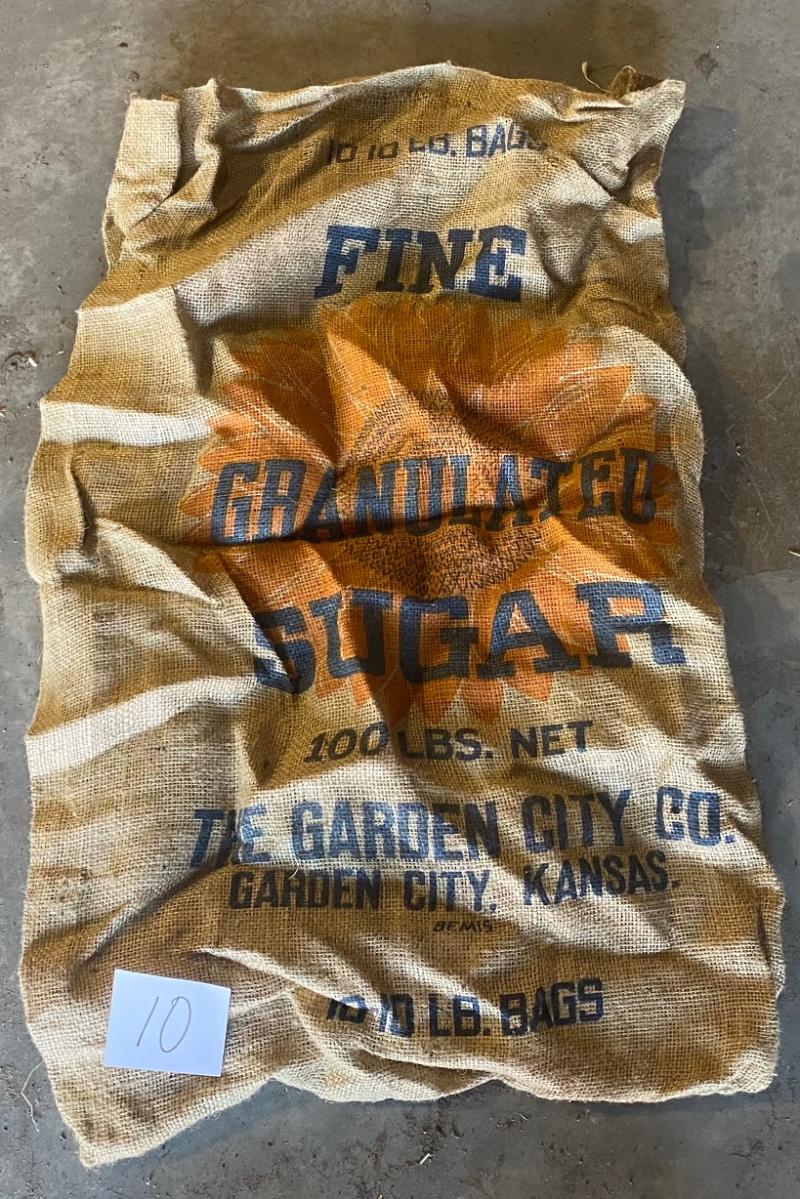 10 10 LB. BAGS
FINE
GRANULATED
SUGAR
100 LBS. NET
THE GARDEN CITY CO.
GARDEN CITY, KANSAS.
BEMIS
10 10 LB. BAGS
10